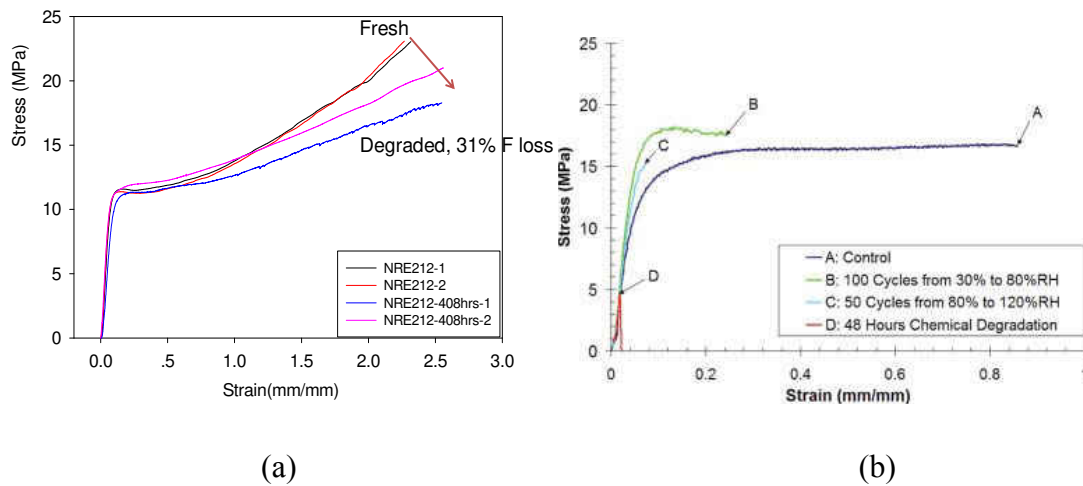 25
20
15
10
5
0
Stress (MPa)
Fresh
Degraded, 31% F loss
NRE212-1
NRE212-2
NRE212-408hrs-1
NRE212-408hrs-2
0.0
.5
1.0
1.5
2.0
2.5
3.0
Strain(mm/mm)
(a)
25
20
15
10
5
0
Stress (MPa)
B
A
C
D
A: Control
B: 100 Cycles from 30% to 80%RH
C: 50 Cycles from 80% to 120%RH
D: 48 Hours Chemical Degradation
0
0.2
0.4
0.6
0.8
1
Strain (mm/mm)
(b)